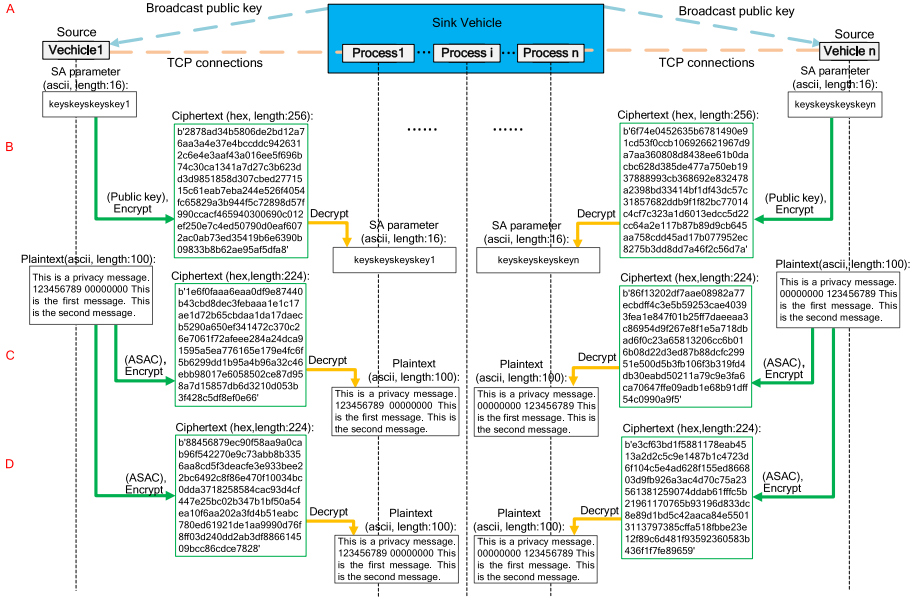 A
Broadcast public key
Broadcast public key
Sink Vehicle
Source
Source
Vechicle1
Process1
...
Process i
...
Process n
Vehicle n
TCP connections
TCP connections
SA parameter
(ascii, length:16)
keyskeyskeyskey1
SA parameter
(ascii, length:16)
keyskeyskeyskeyn
B
Ciphertext (hex, length:256)
b'2878ad34b5806de2bd12a7
6aa3a4e37e4bccddc942631
2c6e4e3aaf43a016ee5f696b
74c30ca1341a7d27c3b623d
d3d9851858d307cbed27715
15c61eab7eba244e526f4054
fc65829a3b944f5c72898d57f
990ccacf465940300690c012
ef250e7c4ed50790d0eaf607
2ac0ab73ed35419b6e6390b
09833b8b62ae95af5dfa8'
......
......
Ciphertext (hex, length:256)
b'6f74e0452635b6781490e9
1cd53f0ccb106926621967d9
a7aa360808d8438ee61b0da
cbc628d385de477a750eb19
37888993cb368692e832478
a2398bd33414bf1df43dc57c
31857682ddb9f1f82bc77014
c4cf7c323a1d6013edcc5d22
cc64a2e117b87b89d9cb645
aa758cdd45ad17b077952ec
8275b3dd8dd7a46f2c56d7a'
(Public key),
Encrypt
Decrypt
SA parameter
(ascii, length:16)
keyskeyskeyskey1
SA parameter
(ascii, length:16)
keyskeyskeyskeyn
Decrypt
(Public key),
Encrypt
Plaintext(ascii, length:100):
This is a privacy message.
123456789 00000000 This
is the first message. This is
the second message.
Plaintext(ascii, length:100):
This is a privacy message.
00000000 123456789 This
is the first message. This is
the second message.
C
Ciphertext (hex,length:224)
b'1e6f0faaa6eaa0df9e87440
b43cbd8dec3febaaa1e1c17
ae1d72b65cbdaa1da17daec
b5290a650ef341472c370c2
6e7061f72afeee284a24dca9
1595a5ea776165e179e4fc6f
5b6299dd1b95a4b96a32c46
ebb98017e6058502ce87d95
8a7d15857db6d3210d053b
3f428c5df8ef0e66'
Ciphertext (hex,length:224)
b'86f13202df7aae08982a77
ecbdff4c3e5b59253cae4039
3fea1e847f01b25ff7daeeaa3
c86954d9f267e8f1e5a718db
ad6f0c23a65813206cc6b01
6b08d22d3ed87b88dcfc299
51e500d5b3fb106f3b319fd4
db30eabd50211a79c9e3fa6
ca70647ffe09adb1e68b91dff
54c0990a9f5'
(ASAC),
Encrypt
Decrypt
Plaintext
(ascii, length:100):
This is a privacy message.
123456789 00000000 This
is the first message. This is
the second message.
Plaintext
(ascii, length:100):
This is a privacy message.
00000000 123456789 This
is the first message. This is
the second message.
Decrypt
(ASAC),
Encrypt
D
Ciphertext (hex,length:224)
b'88456879ec90f58aa9a0ca
b96f542270e9c73abb8b335
6aa8cd5f3deacfe3e933bee2
2bc6492c8f86e470f10034bc
0dda3718258584cac93d4cf
447e25bc02b347b1bf50a54
ea10f6aa202a3fd4b51eabc
780ed61921de1aa9990d76f
8ff03d240dd2ab3df8866145
09bcc86cdce7828'
Ciphertext (hex,length:224)
b'e3cf63bd1f5881178eab45
13a2d2c5c9e1487b1c4723d
6f104c5e4ad628f155ed8668
03d9fb926a3ac4d70c75a23
561381259074ddab61fffc5b
21961170765b93196d833dc
8e89d1bd5c42aaca84e5501
3113797385cffa518fbbe23e
12f89c6d481f93592360583b
436f1f7fe89659'
(ASAC),
Encrypt
Decrypt
Plaintext
(ascii, length:100):
This is a privacy message.
123456789 00000000 This
is the first message. This
is the second message.
Plaintext
(ascii, length:100):
This is a privacy message.
00000000 123456789 This
is the first message. This
is the second message.
Decrypt
(ASAC),
Encrypt